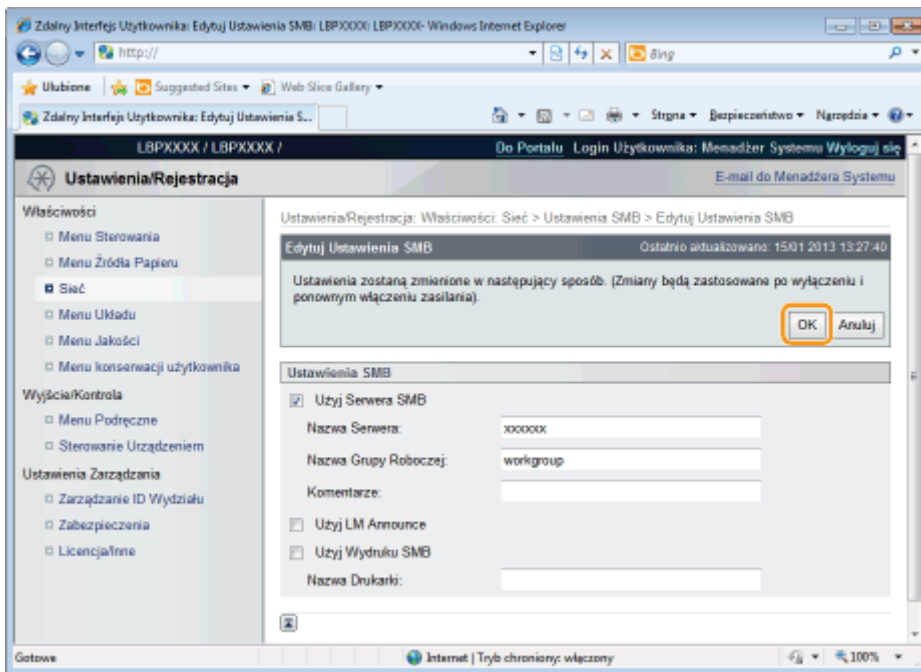 Zdalny Interfejs Użytkownika: Edytuj Ustawienia SMB: LBPXXXX: LBPXXXX- Windows Internet Explorer
http://
Bing
Ulubione Suggested Sites Web Slice Gallery
Zdalny Interfejs Użytkownika: Edytuj Ustawienia S...
Strona Bezpieczeństwo Narzędzia
LBPXXXX / LBPXXXX /
Do Portalu Login Użytkownika: Menadżer Systemu Wyloguj się
Ustawienia/Rejestracja
E-mail do Menadżera Systemu
Właściwości
Menu Sterowania
Menu Źródła Papieru
Sieć
Menu Układu
Menu Jakości
Menu konserwacji użytkownika
Wyjście/Kontrola
Menu Podręczne
Sterowanie Urządzeniem
Ustawienia Zarządzania
Zarządzanie ID Wydziału
Zabezpieczenia
Licencja/Inne
Ustawienia/Rejestracja: Właściwości: Sieć > Ustawienia SMB > Edytuj Ustawienia SMB
Edytuj Ustawienia SMB
Ostatnio aktualizowano: 15/01 2013 13:27:40
Ustawienia zostaną zmienione w następujący sposób. (Zmiany będą zastosowane po wyłączeniu i
ponownym włączeniu zasilania).
OK Anuluj
Ustawienia SMB
Użyj Serwera SMB
Nazwa Serwera: xxxxxx
Nazwa Grupy Roboczej: workgroup
Komentarze:
Użyj LM Announce
Użyj Wydruku SMB
Nazwa Drukarki:
Gotowe
Internet | Tryb chroniony: włączony
100%